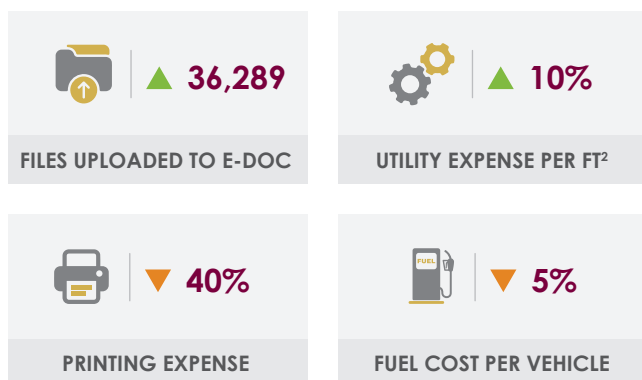 36,289
FILES UPLOADED TO E-DOC
10%
UTILITY EXPENSE PER FT²
40%
PRINTING EXPENSE
FUEL
5%
FUEL COST PER VEHICLE